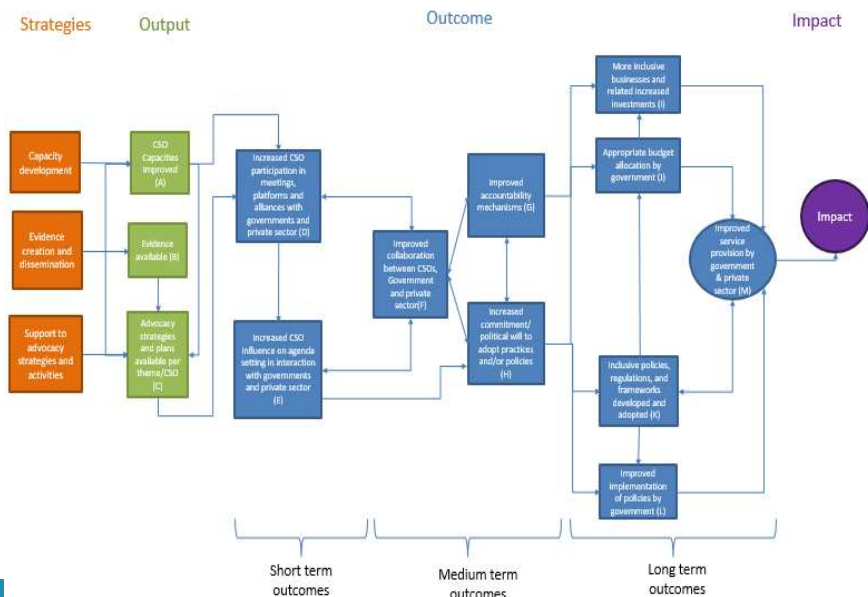 Strategies
Output
Outcome
Impact
Capacity
development
Evidence
creation and
dissemination
Support to
advocacy
strategies and
activities
CSO
Capacities
improved
(A)
Evidence
available (B)
Advocacy
strategies
and plans
available per
theme/CSO
(C)
Increased CSO
participation in
meetings,
platforms and
alliances with
governments and
private sector (D)
Increased CSO
influence on agenda
setting in interaction
with governments
and private sector
(E)
Improved
collaboration
between CSOs,
Government
and private
sector(F)
Improved
accountability
mechanisms (G)
Increased
commitment/
political will to
adopt practices
and/or policies
(H)
More inclusive
businesses and
related increased
investments (I)
Appropriate budget
allocation by
government (J)
Inclusive policies,
regulations, and
frameworks
developed and
adopted (K)
Improved
implementation
of policies by
government (L)
Improved
service
provision by
government
& private
sector (M)
Impact
Short term
outcomes
Medium term
outcomes
Long term
outcomes